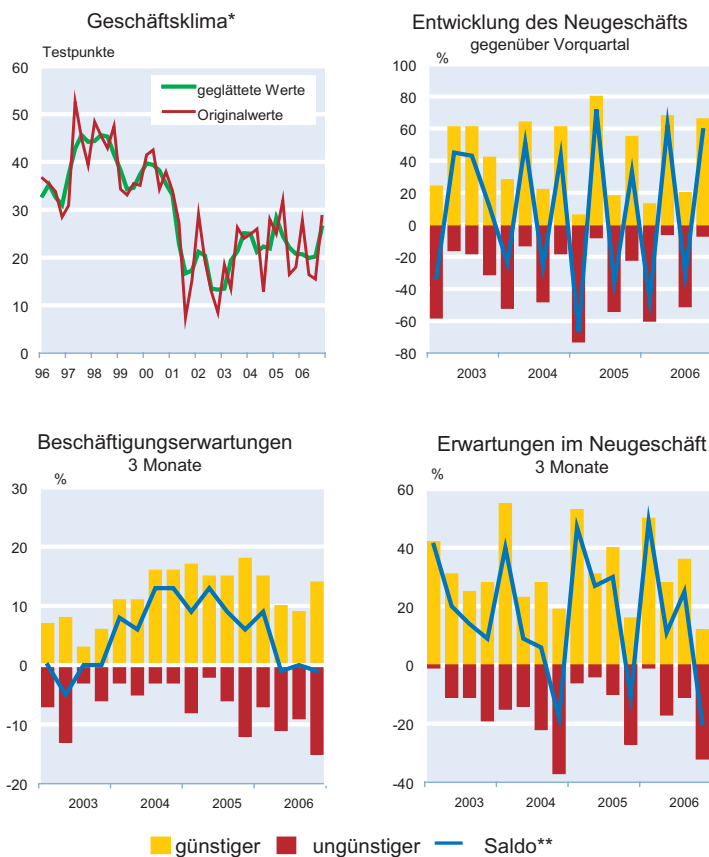 Geschäftsklima*
Testpunkte
60
50
40
30
20
10
0
geglättete Werte
Originalwerte
96 97 98 99 00 01 02 03 04 05 06
Entwicklung des Neugeschäfts
gegenüber Vorquartal
%
100
80
60
40
20
0
-20
-40
-60
-80
2003 2004 2005 2006
Beschäftigungserwartungen
3 Monate
%
30
20
10
0
-10
-20
2003 2004 2005 2006
Erwartungen im Neugeschäft
3 Monate
%
60
40
20
0
-20
-40
2003 2004 2005 2006
günstiger ungünstiger Saldo**